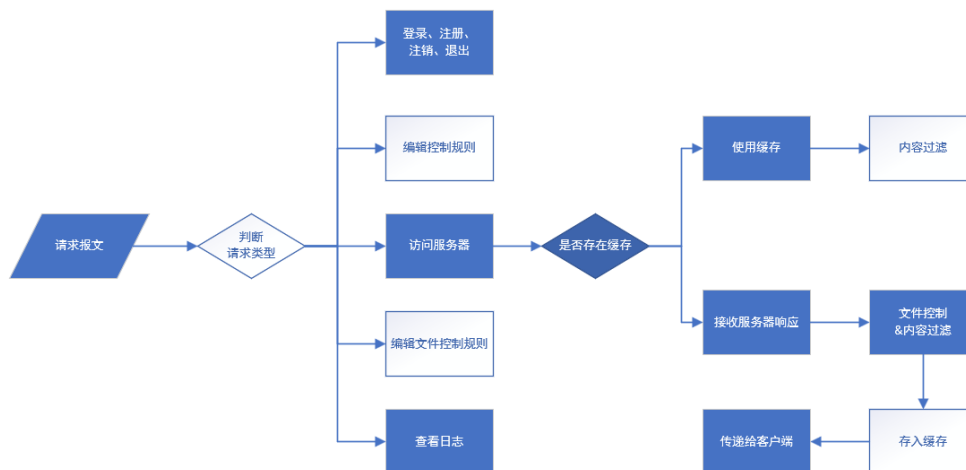 登录、注册、
注销、退出
编辑控制规则
使用缓存
内容过滤
请求报文
判断
请求类型
访问服务器
是否存在缓存
接收服务器响应
文件控制
&内容过滤
编辑文件控制规则
查看日志
传递给客户端
存入缓存